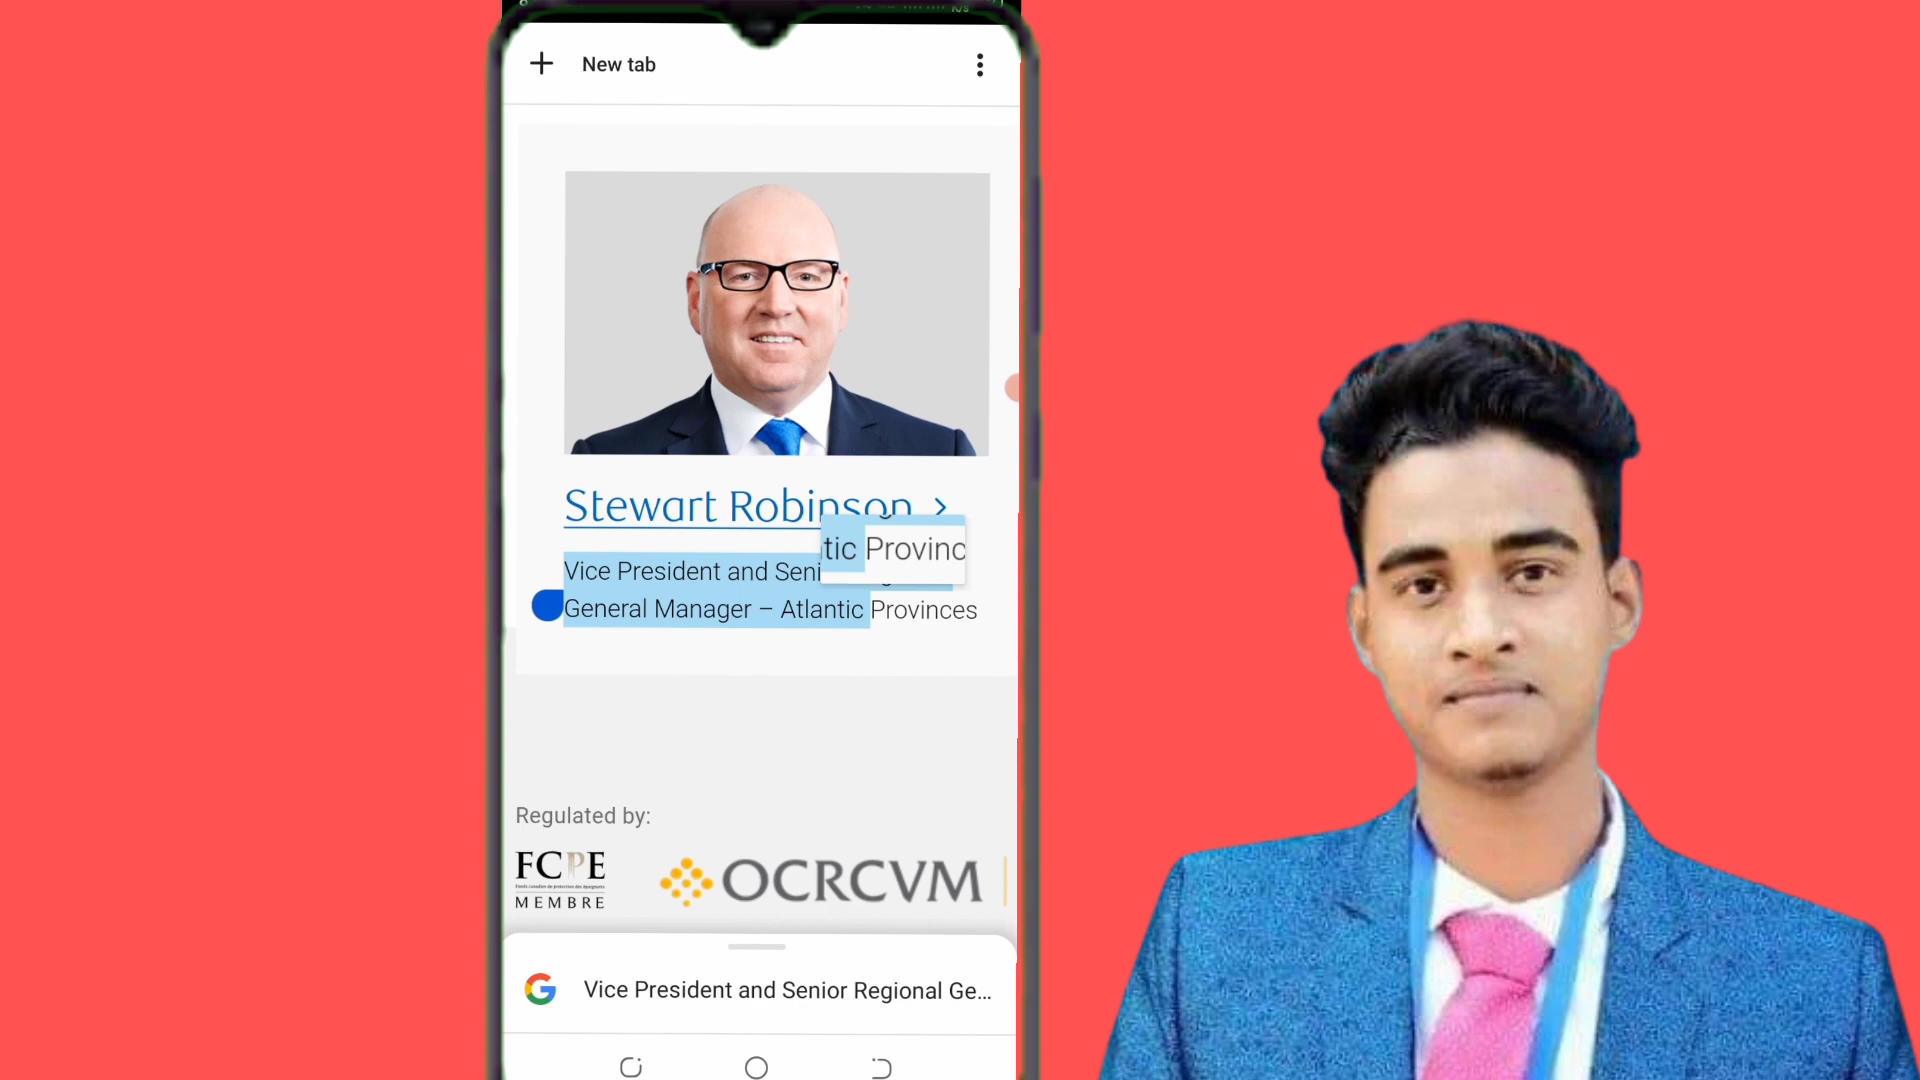 New tab
Stewart Robinson >
tic Provinc
Vice President and Seni
General Manager – Atlantic Provinces
Regulated by:
FCPE
MEMBRE
OCRCVM
Vice President and Senior Regional Ge...